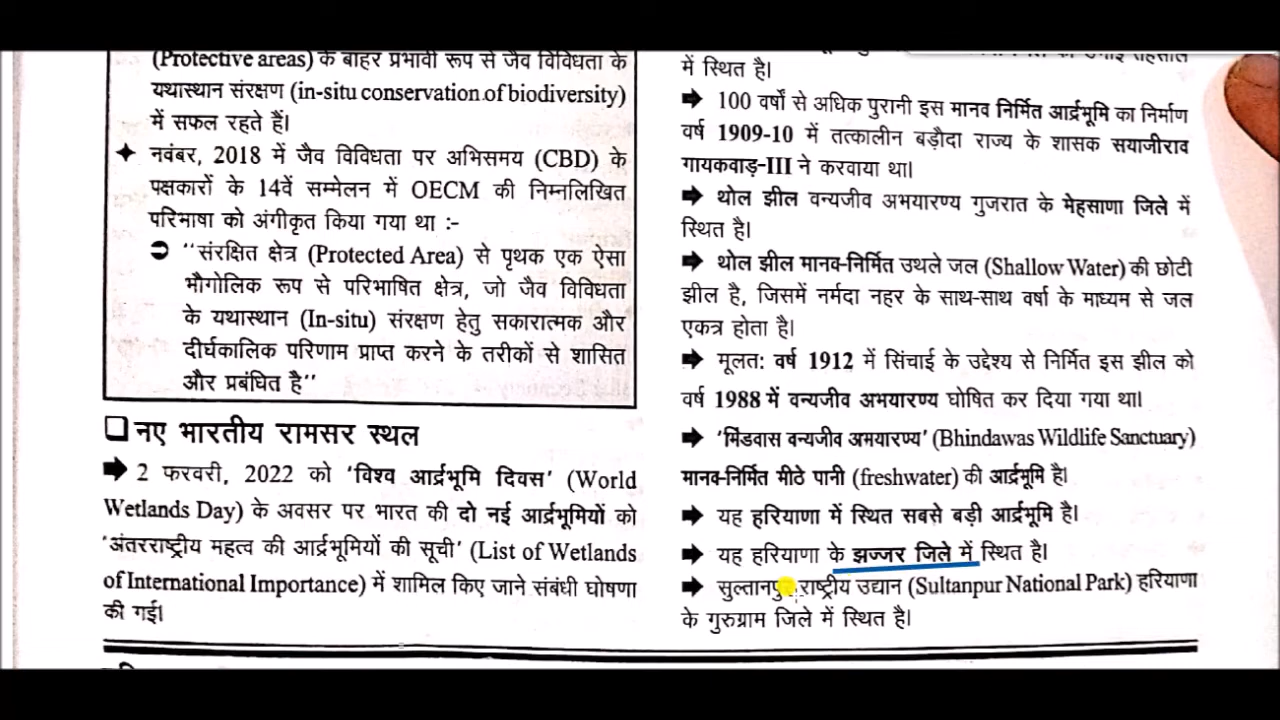 (Protective areas) के बाहर प्रभावी रूप से जैव विविधता के
यथास्थान संरक्षण (in-situ conservation of biodiversity)
में सफल रहते हैं।
✦ नवंबर, 2018 में जैव विविधता पर अभिसमय (CBD) के
पक्षकारों के 14वें सम्मेलन में OECM की निम्नलिखित
परिभाषा को अंगीकृत किया गया था :-
➲ ''संरक्षित क्षेत्र (Protected Area) से पृथक एक ऐसा
भौगोलिक रूप से परिभाषित क्षेत्र, जो जैव विविधता
के यथास्थान (In-situ) संरक्षण हेतु सकारात्मक और
दीर्घकालिक परिणाम प्राप्त करने के तरीकों से शासित
और प्रबंधित है''
❑ नए भारतीय रामसर स्थल
➡ 2 फरवरी, 2022 को 'विश्व आर्द्रभूमि दिवस' (World
Wetlands Day) के अवसर पर भारत की दो नई आर्द्रभूमियों को
'अंतरराष्ट्रीय महत्व की आर्द्रभूमियों की सूची' (List of Wetlands
of International Importance) में शामिल किए जाने संबंधी घोषणा
की गई।
में स्थित है।
➡ 100 वर्षों से अधिक पुरानी इस मानव निर्मित आर्द्रभूमि का निर्माण
वर्ष 1909-10 में तत्कालीन बड़ौदा राज्य के शासक सयाजीराव
गायकवाड़-III ने करवाया था।
➡ थोल झील वन्यजीव अभयारण्य गुजरात के मेहसाणा जिले में
स्थित है।
➡ थोल झील मानव-निर्मित उथले जल (Shallow Water) की छोटी
झील है, जिसमें नर्मदा नहर के साथ-साथ वर्षा के माध्यम से जल
एकत्र होता है।
➡ मूलत: वर्ष 1912 में सिंचाई के उद्देश्य से निर्मित इस झील को
वर्ष 1988 में वन्यजीव अभयारण्य घोषित कर दिया गया था।
➡ 'भिंडवास वन्यजीव अभयारण्य' (Bhindawas Wildlife Sanctuary)
मानव-निर्मित मीठे पानी (freshwater) की आर्द्रभूमि है।
➡ यह हरियाणा में स्थित सबसे बड़ी आर्द्रभूमि है।
➡ यह हरियाणा के झज्जर जिले में स्थित है।
➡ सुल्तानपुर राष्ट्रीय उद्यान (Sultanpur National Park) हरियाणा
के गुरुग्राम जिले में स्थित है।